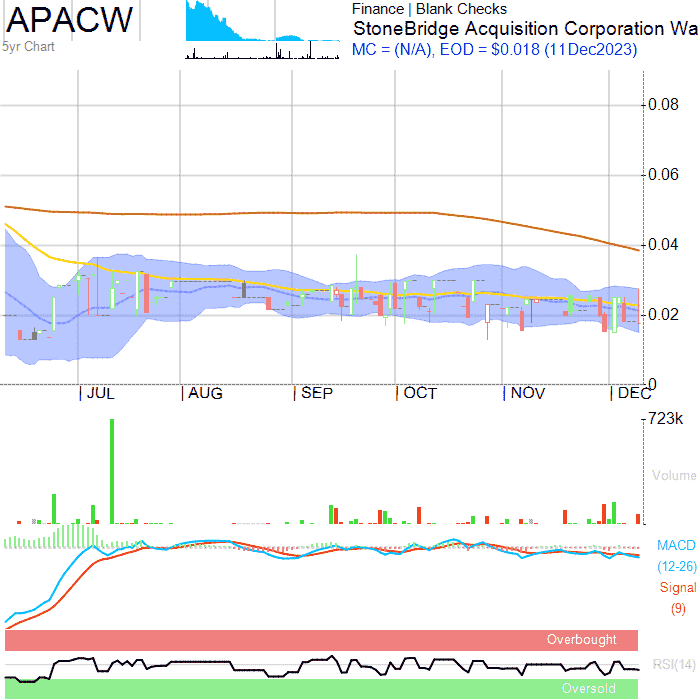 APACW
5yr Chart
Finance | Blank Checks
StoneBridge Acquisition Corporation Wa
MC = (N/A), EOD = $0.018 (11Dec2023)
0.08
0.06
0.04
0.02
0
JUL AUG SEP OCT NOV DEC
723k
Volume
MACD
(12-26)
Signal
(9)
Overbought
RSI(14)
Oversold